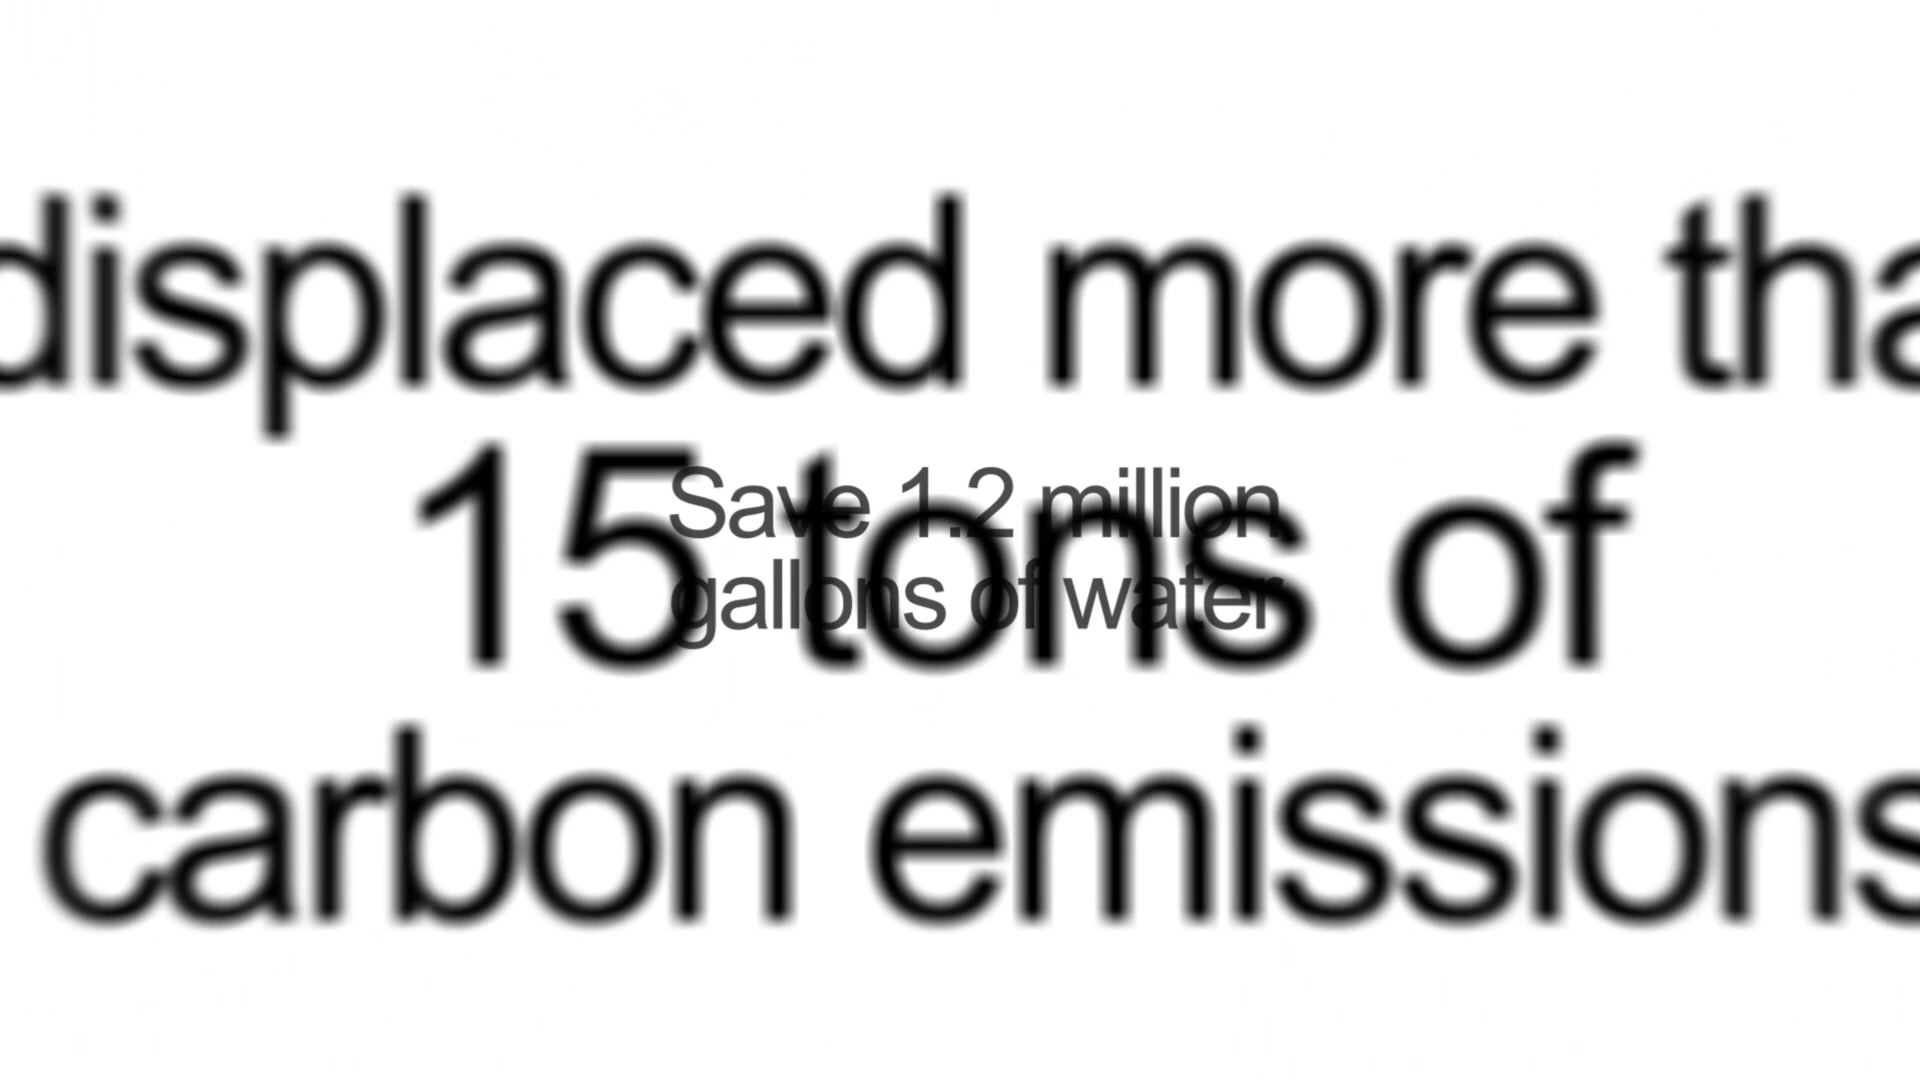 displaced more tha
15 tons of
carbon emissions
Save 1.2 million
gallons of water